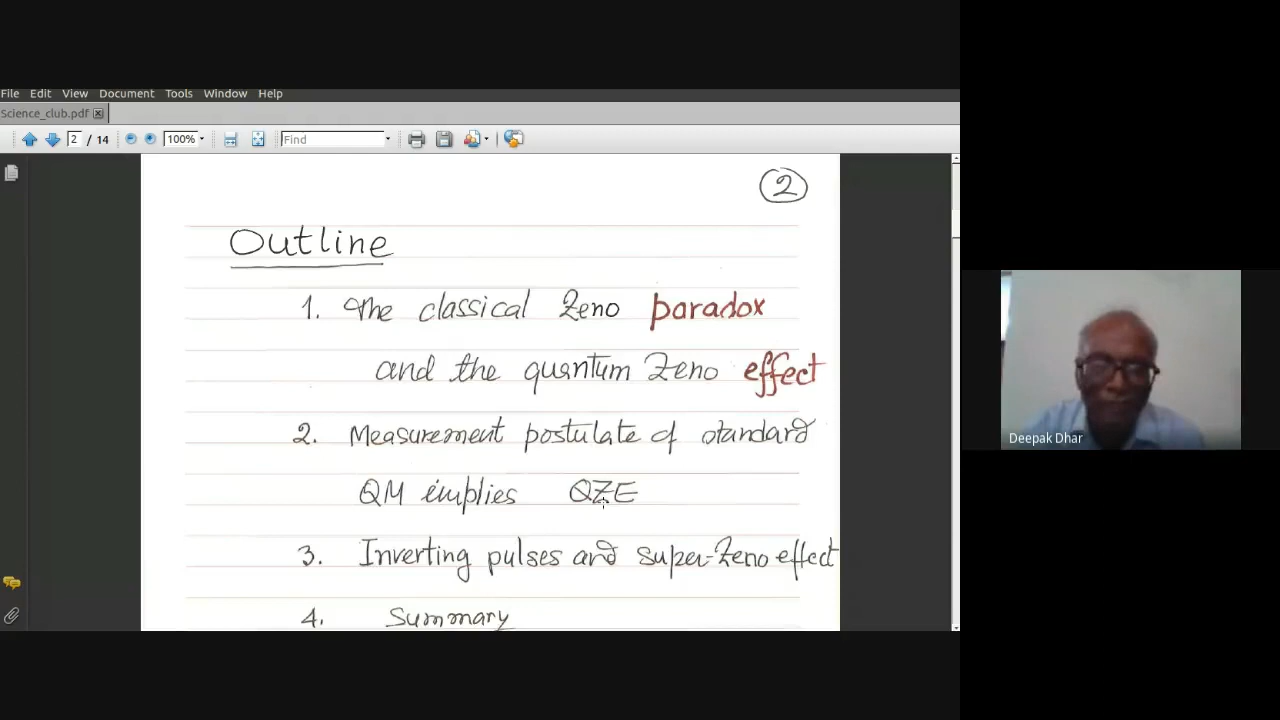 File Edit View Document Tools Window Help
Science_club.pdf
2 / 14 100% Find
2
Outline
1. The classical Zeno paradox
and the quantum Zeno effect
2. Measurement postulate of standard
QM implies QZE
3. Inverting pulses and super-Zeno effect
4. Summary
Deepak Dhar